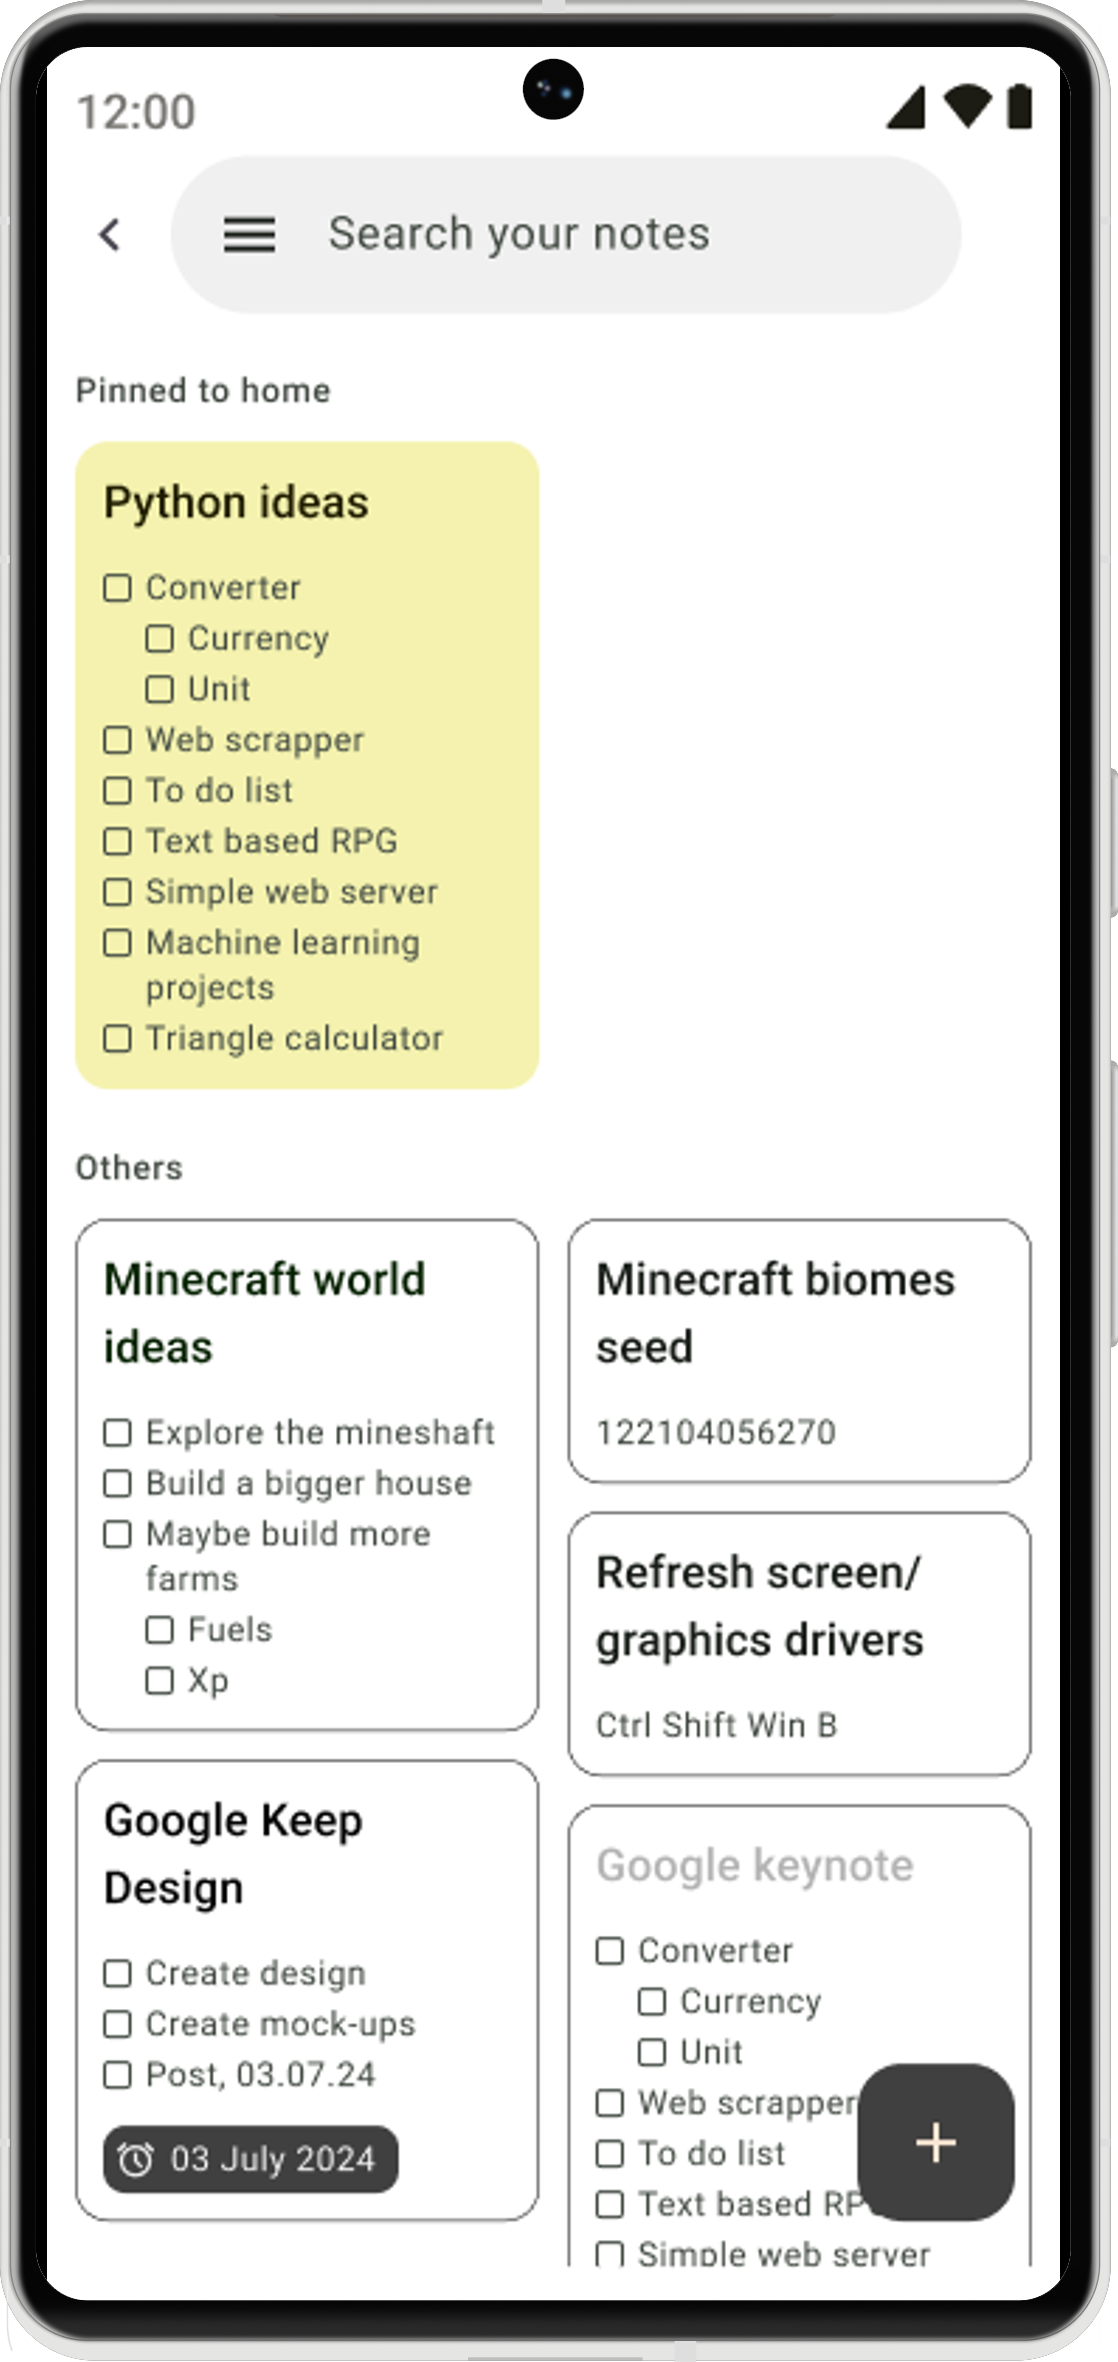 12:00
Search your notes
Pinned to home
Python ideas
Converter
Currency
Unit
Web scrapper
To do list
Text based RPG
Simple web server
Machine learning
projects
Triangle calculator
Others
Minecraft world
ideas
Explore the mineshaft
Build a bigger house
Maybe build more
farms
Fuels
Xp
Google Keep
Design
Create design
Create mock-ups
Post, 03.07.24
03 July 2024
Minecraft biomes
seed
122104056270
Refresh screen/
graphics drivers
Ctrl Shift Win B
Google keynote
Converter
Currency
Unit
Web scrapper
To do list
Text based RP
Simple web server